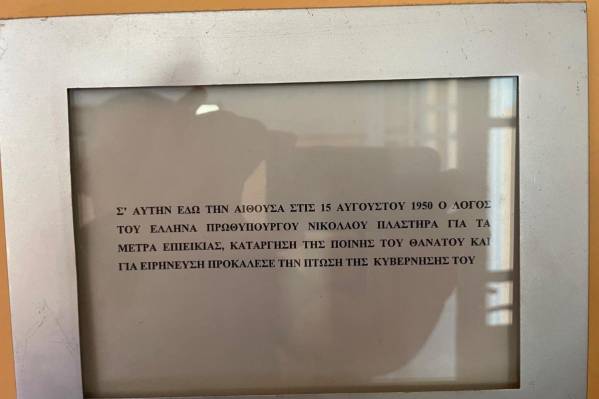 Σ' ΑΥΤΗΝ ΕΔΩ ΤΗΝ ΑΙΘΟΥΣΑ ΣΤΙΣ 15 ΑΥΓΟΥΣΤΟΥ 1950 Ο ΛΟΓΟΣ
ΤΟΥ ΕΛΛΗΝΑ ΠΡΩΘΥΠΟΥΡΓΟΥ ΝΙΚΟΛΑΟΥ ΠΛΑΣΤΗΡΑ ΓΙΑ ΤΑ
ΜΕΤΡΑ ΕΠΙΕΙΚΙΑΣ, ΚΑΤΑΡΓΗΣΗ ΤΗΣ ΠΟΙΝΗΣ ΤΟΥ ΘΑΝΑΤΟΥ ΚΑΙ
ΓΙΑ ΕΙΡΗΝΕΥΣΗ ΠΡΟΚΑΛΕΣΕ ΤΗΝ ΠΤΩΣΗ ΤΗΣ ΚΥΒΕΡΝΗΣΗΣ ΤΟΥ